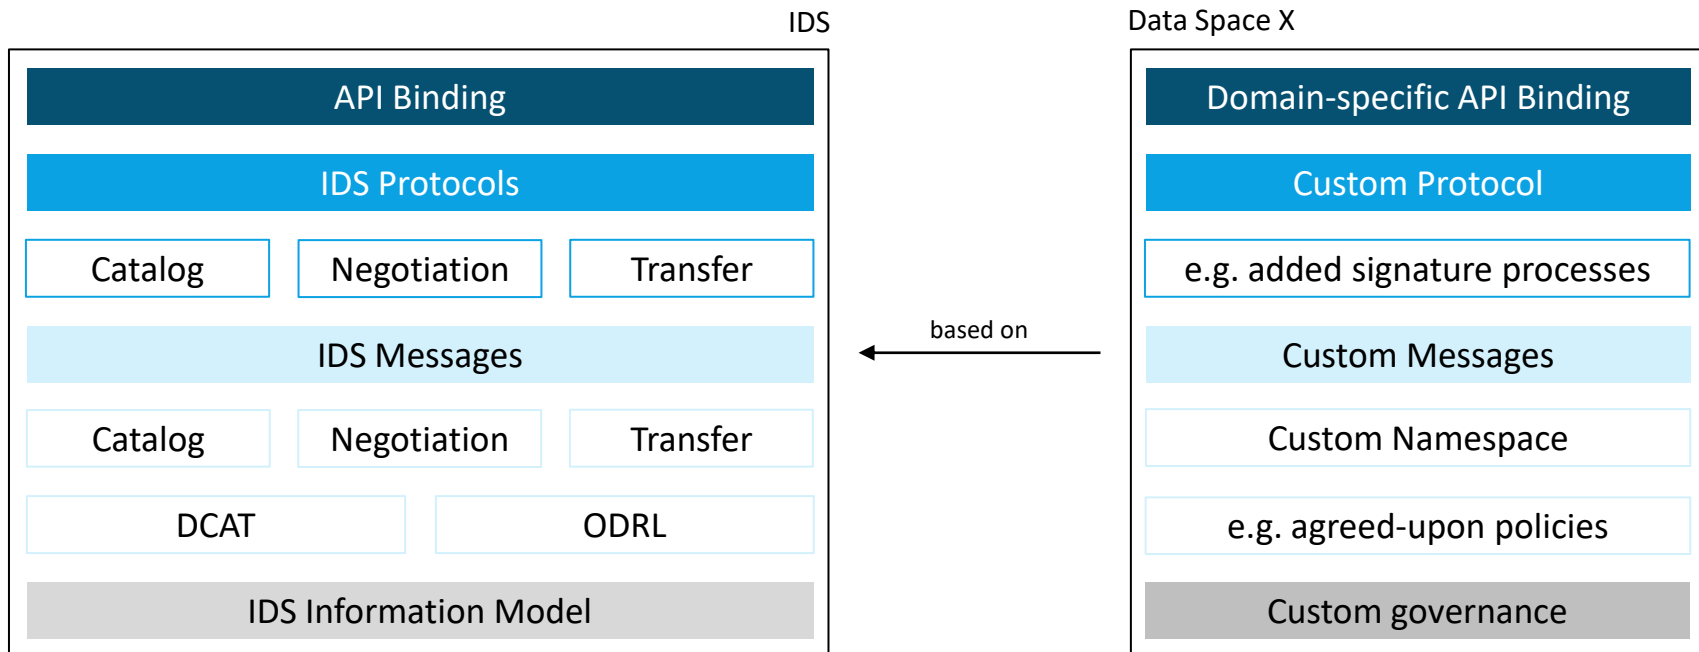 IDS
API Binding
IDS Protocols
Catalog
Negotiation
Transfer
IDS Messages
Catalog
Negotiation
Transfer
DCAT
ODRL
IDS Information Model
based on
Data Space X
Domain-specific API Binding
Custom Protocol
e.g. added signature processes
Custom Messages
Custom Namespace
e.g. agreed-upon policies
Custom governance